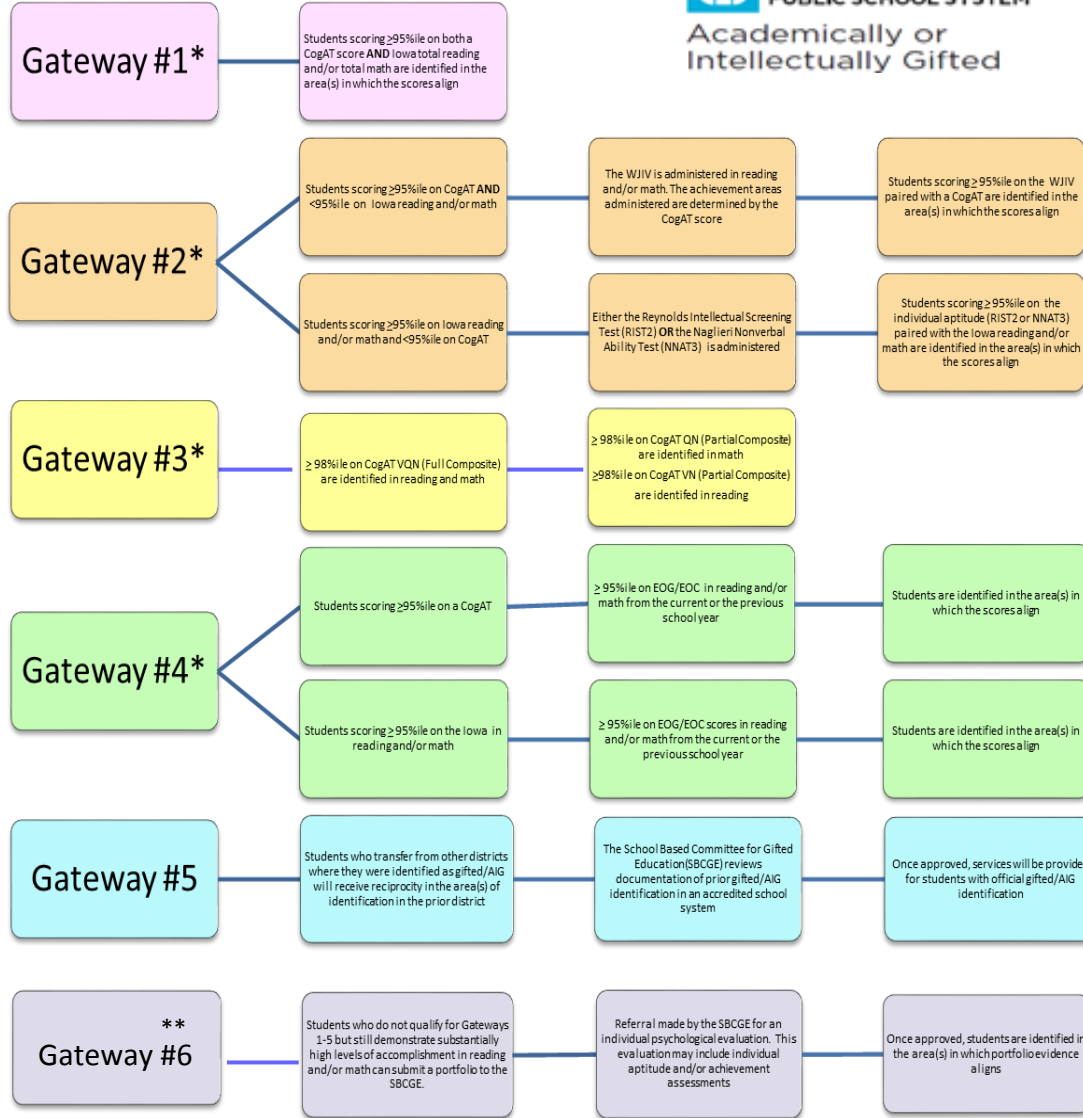 PUBLIC SCHOOL SYSTEM
Academically or
Intellectually Gifted
Gateway #1*
Students scoring ≥95%ile on both a
CogAT score AND Iowa total reading
and/or total math are identified in the
area(s) in which the scores align
Gateway #2*
Students scoring ≥95%ile on CogAT AND
<95%ile on Iowa reading and/or math
The WJIV is administered in reading
and/or math. The achievement areas
administered are determined by the
CogAT score
Students scoring ≥ 95%ile on the WJIV
paired with a CogAT are identified in the
area(s) in which the scores align
Students scoring ≥95%ile on Iowa reading
and/or math and <95%ile on CogAT
Either the Reynolds Intellectual Screening
Test (RIST2) OR the Naglieri Nonverbal
Ability Test (NNAT3) is administered
Students scoring ≥ 95%ile on the
individual aptitude (RIST2 or NNAT3)
paired with the Iowa reading and/or
math are identified in the area(s) in which
the scores align
Gateway #3*
≥ 98%ile on CogAT VQN (Full Composite)
are identified in reading and math
≥ 98%ile on CogAT QN (Partial Composite)
are identified in math
≥98%ile on CogAT VN (Partial Composite)
are identifed in reading
Gateway #4*
Students scoring ≥95%ile on a CogAT
≥ 95%ile on EOG/EOC in reading and/or
math from the current or the previous
school year
Students are identified in the area(s) in
which the scores align
Students scoring ≥ 95%ile on the Iowa in
reading and/or math
≥ 95%ile on EOG/EOC scores in reading
and/or math from the current or the
previous school year
Students are identified in the area(s) in
which the scores align
Gateway #5
Students who transfer from other districts
where they were identified as gifted/AIG
will receive reciprocity in the area(s) of
identification in the prior district
The School Based Committee for Gifted
Education(SBCGE) reviews
documentation of prior gifted/AIG
identification in an accredited school
system
Once approved, services will be provide
for students with official gifted/AIG
identification
**
Gateway #6
Students who do not qualify for Gateways
1-5 but still demonstrate substantially
high levels of accomplishment in reading
and/or math can submit a portfolio to the
SBCGE.
Referral made by the SBCGE for an
individual psychological evaluation. This
evaluation may include individual
aptitude and/or achievement
assessments
Once approved, students are identified in
the area(s) in which portfolio evidence
aligns